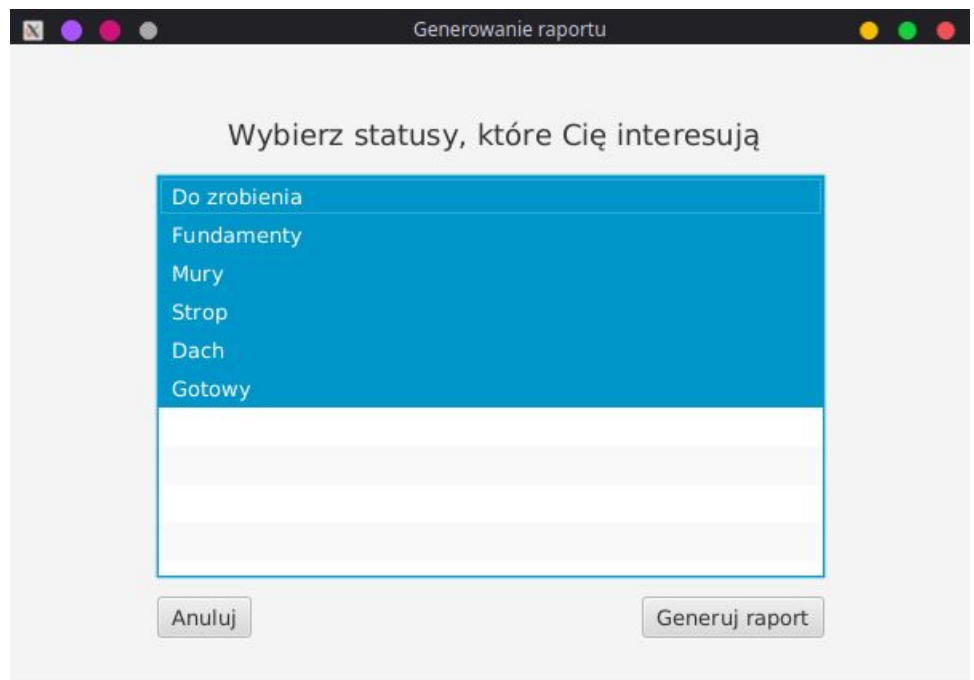 Generowanie raportu
Wybierz statusy, które Cię interesują
Do zrobienia
Fundamenty
Mury
Strop
Dach
Gotowy
Anuluj
Generuj raport